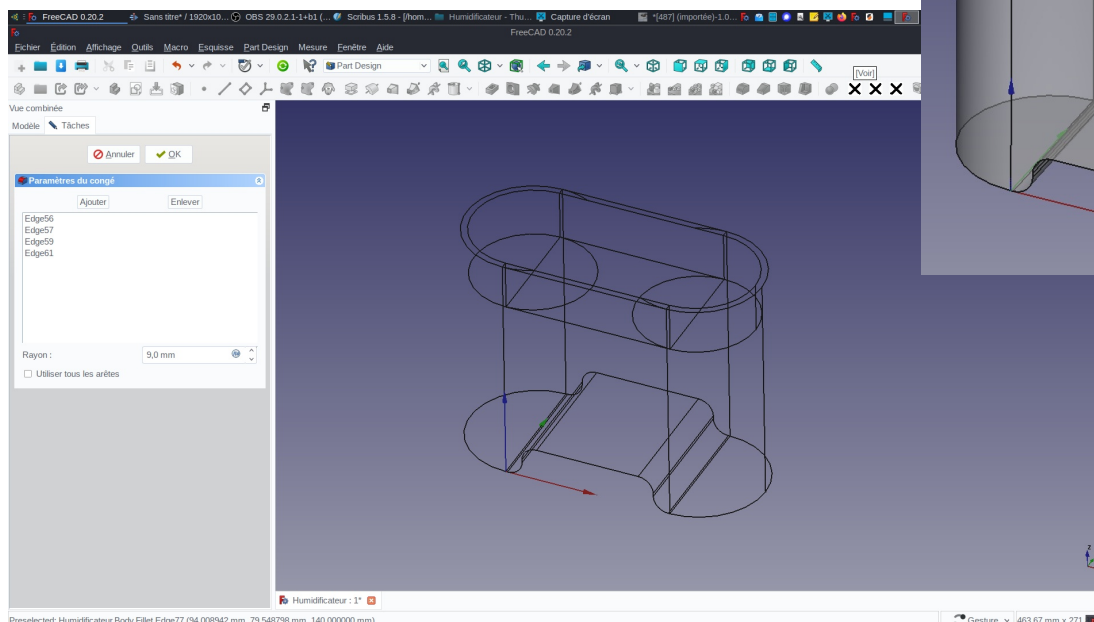 FreeCAD 0.20.2 Sans titre* / 1920x10... OBS 29.0.2.1-1+b1 (... Scribus 1.5.8 - [/hom... Humidificateur - Thu... Capture d'écran *[487] (importée)-1.0...
FreeCAD 0.20.2
Fichier Édition Affichage Outils Macro Esquisse Part Design Mesure Fenêtre Aide
Part Design
[Voir]
Vue combinée
Modèle Tâches
Annuler OK
Paramètres du congé
Ajouter Enlever
Edge56
Edge57
Edge59
Edge61
Rayon : 9,0 mm
Utiliser tous les arêtes
z
Humidificateur : 1*
Preselected: Humidificateur.Body.Fillet.Edge77 (94.008942 mm, 79.548798 mm, 140.000000 mm)
Gesture 463,67 mm x 271